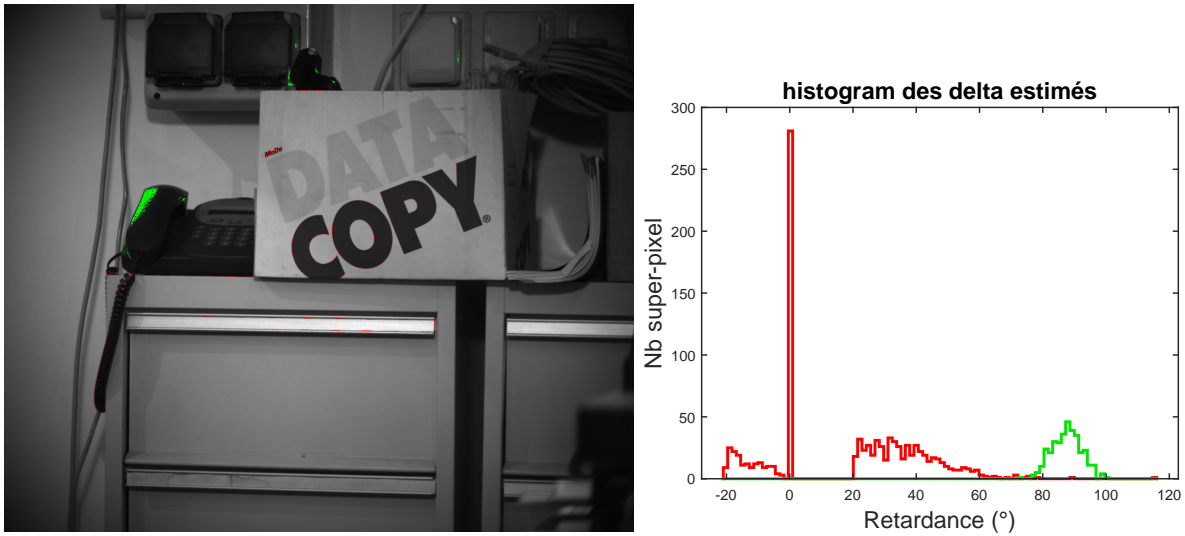 MoDo
DATA
COPY®
histogram des delta estimés
300
250
200
150
100
50
0
-20 0 20 40 60 80 100 120
Nb super-pixel
Retardance (°)